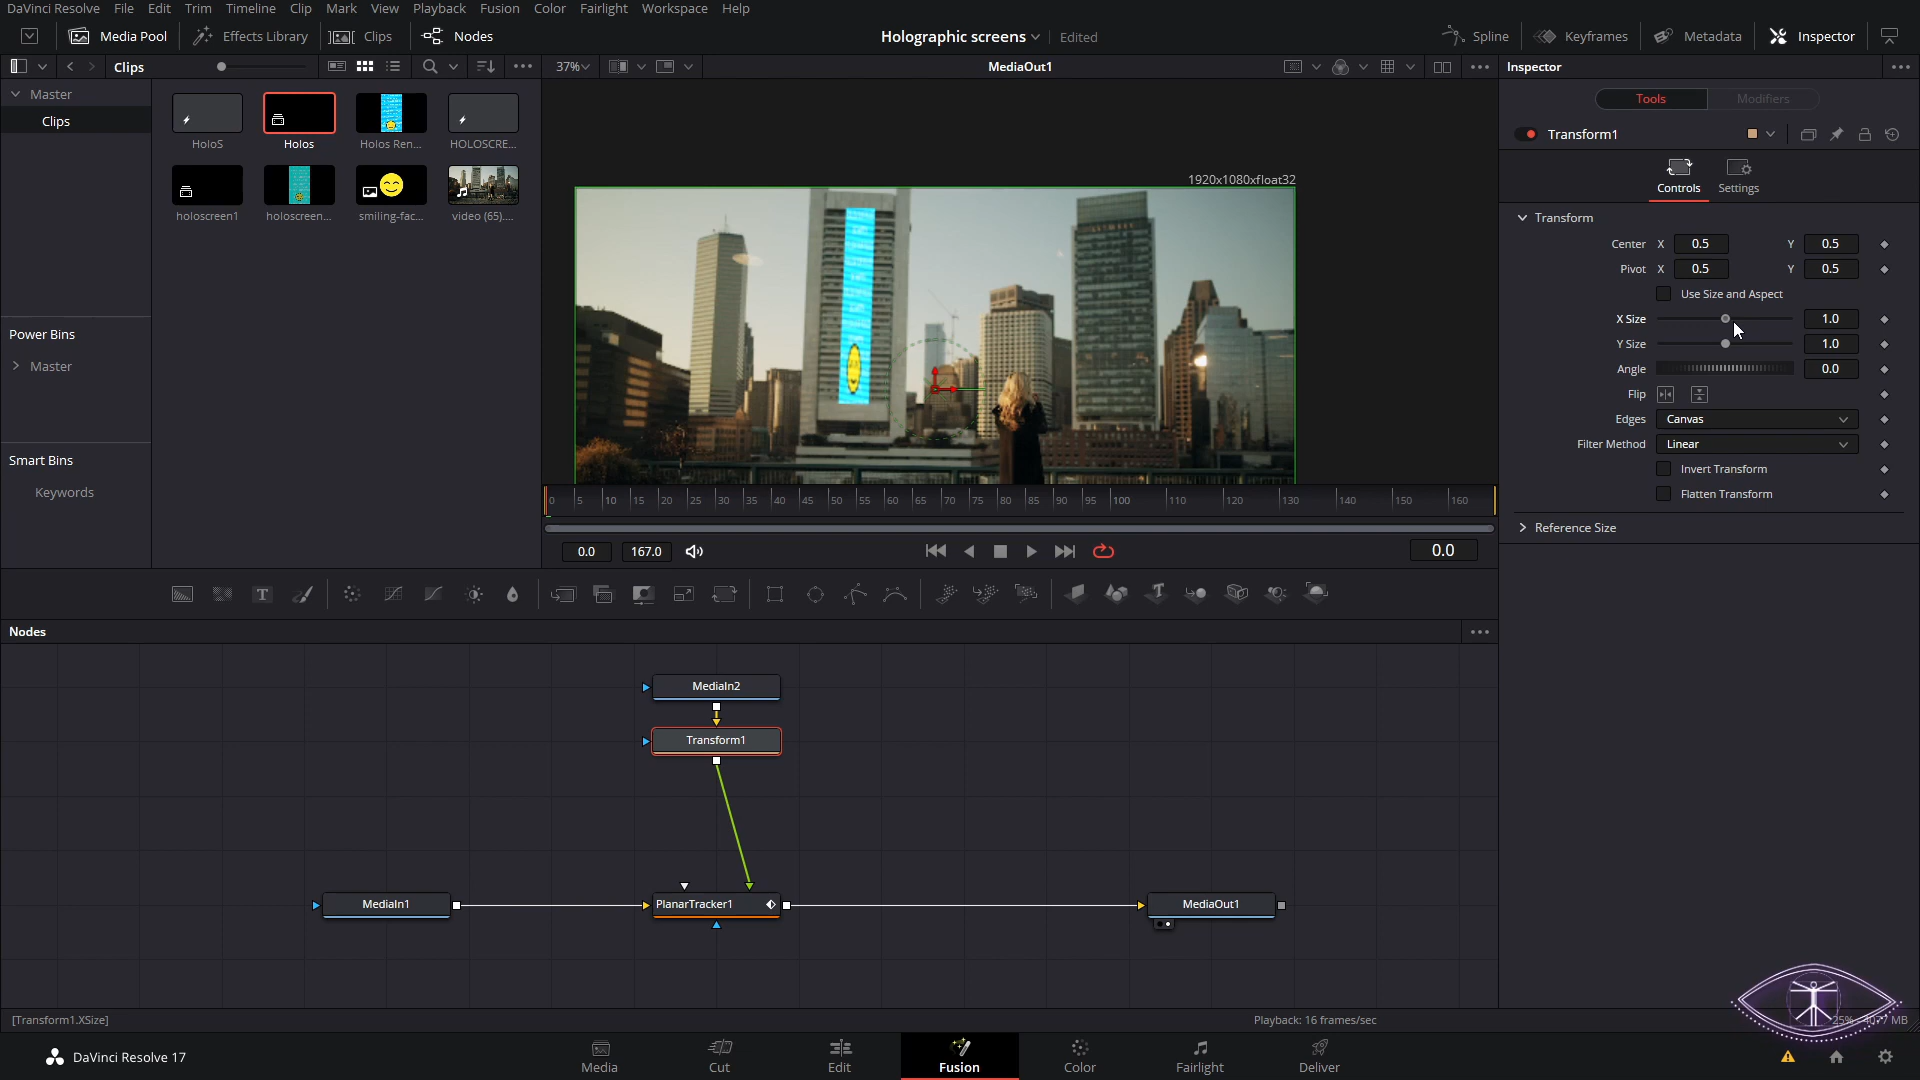 DaVinci Resolve File Edit Trim Timeline Clip Mark View Playback Fusion Color Fairlight Workspace Help
Media Pool Effects Library Clips Nodes Holographic screens Edited Spline Keyframes Metadata Inspector
Clips 37% MediaOut1 Inspector
Master
Clips
Power Bins
Master
Smart Bins
Keywords
HoloS Holos Holos Ren... HOLOSCRE...
holoscreen1 holoscreen... smiling-fac... video (65)....
1920x1080xfloat32
0 5 10 15 20 25 30 35 40 45 50 55 60 65 70 75 80 85 90 95 100 110 120 130 140 150 160
0.0 167.0 0.0
Tools Modifiers
Transform1
Controls Settings
Transform
Center X 0.5 Y 0.5
Pivot X 0.5 Y 0.5
Use Size and Aspect
X Size 1.0
Y Size 1.0
Angle 0.0
Flip
Edges Canvas
Filter Method Linear
Invert Transform
Flatten Transform
Reference Size
T T
Nodes
MediaIn2
Transform1
MediaIn1 PlanarTracker1 MediaOut1
[Transform1.XSize] Playback: 16 frames/sec 25% - 4077 MB
DaVinci Resolve 17 Media Cut Edit Fusion Color Fairlight Deliver